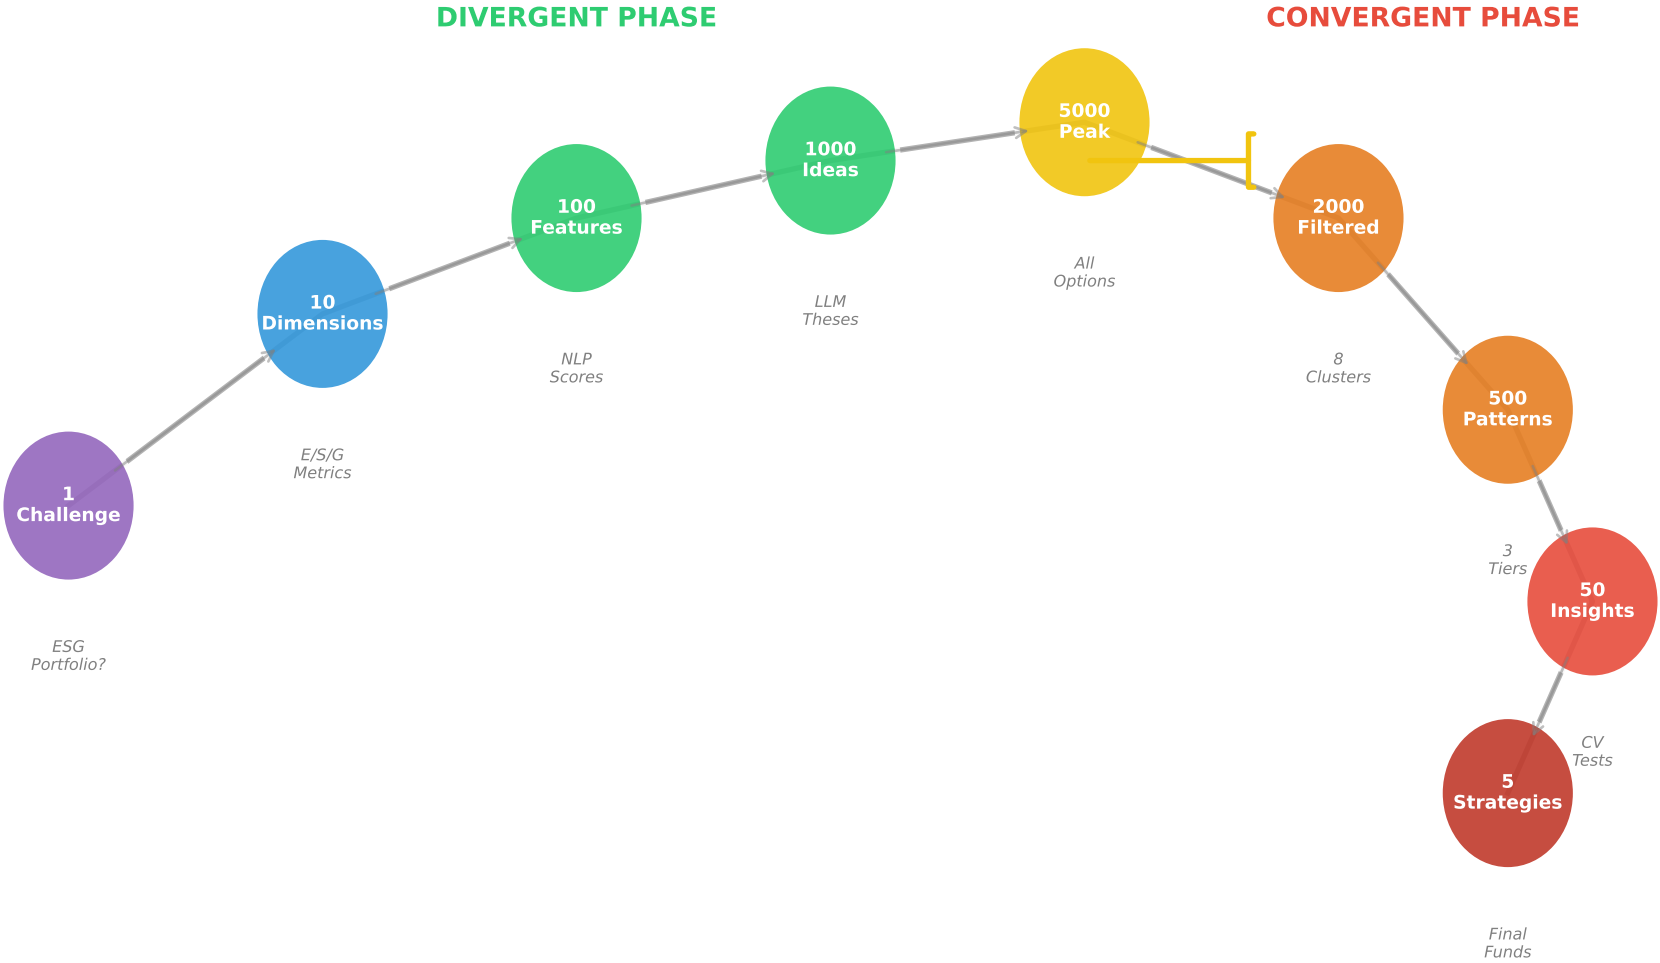 DIVERGENT PHASE
CONVERGENT PHASE
1
Challenge
ESG
Portfolio?
10
Dimensions
E/S/G
Metrics
100
Features
NLP
Scores
1000
Ideas
LLM
Theses
5000
Peak
All
Options
2000
Filtered
8
Clusters
500
Patterns
3
Tiers
50
Insights
CV
Tests
5
Strategies
Final
Funds